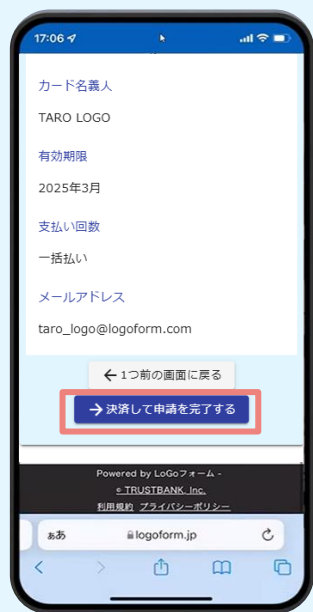 17:06
カード名義人
TARO LOGO
有効期限
2025年3月
支払い回数
一括払い
メールアドレス
taro_logo@logoform.com
← 1つ前の画面に戻る
→ 決済して申請を完了する
Powered by LoGoフォーム -
© TRUSTBANK, Inc.
利用規約 プライバシーポリシー
ぁあ logoform.jp